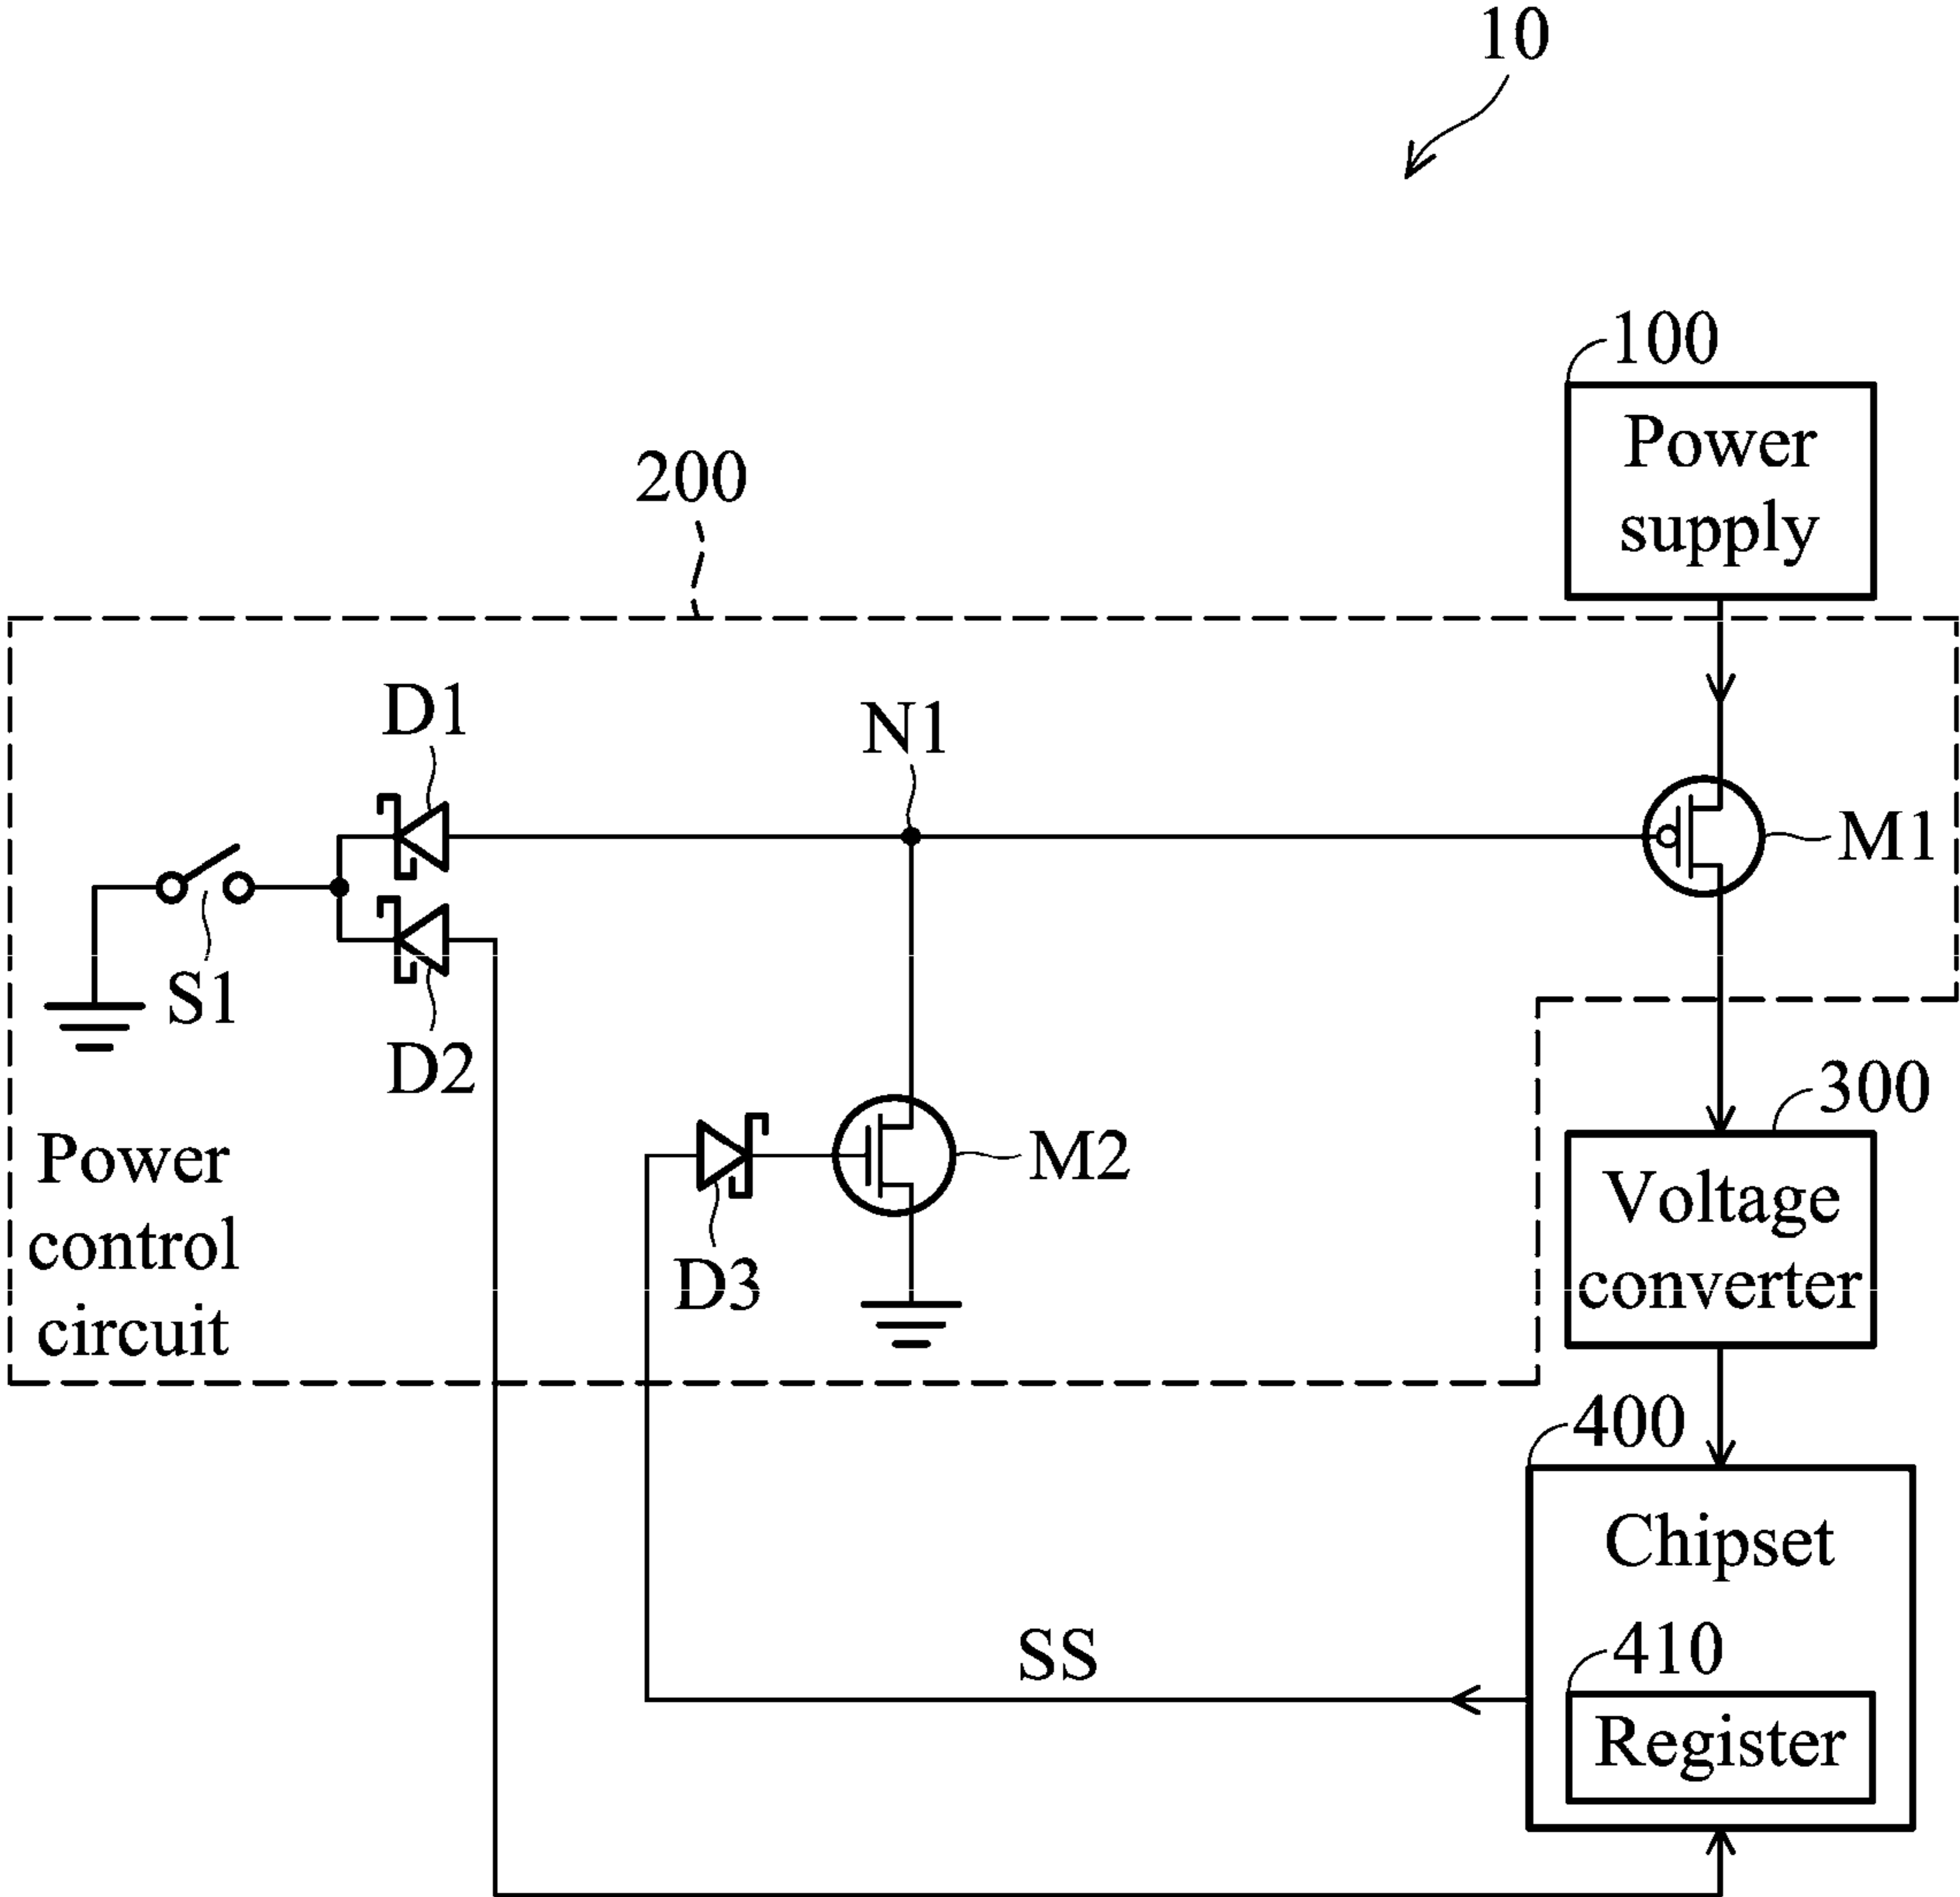 10
100
Power
supply
200
D1
N1
M1
S1
D2
300
Power
control
circuit
M2
D3
Voltage
converter
400
Chipset
SS
410
Register